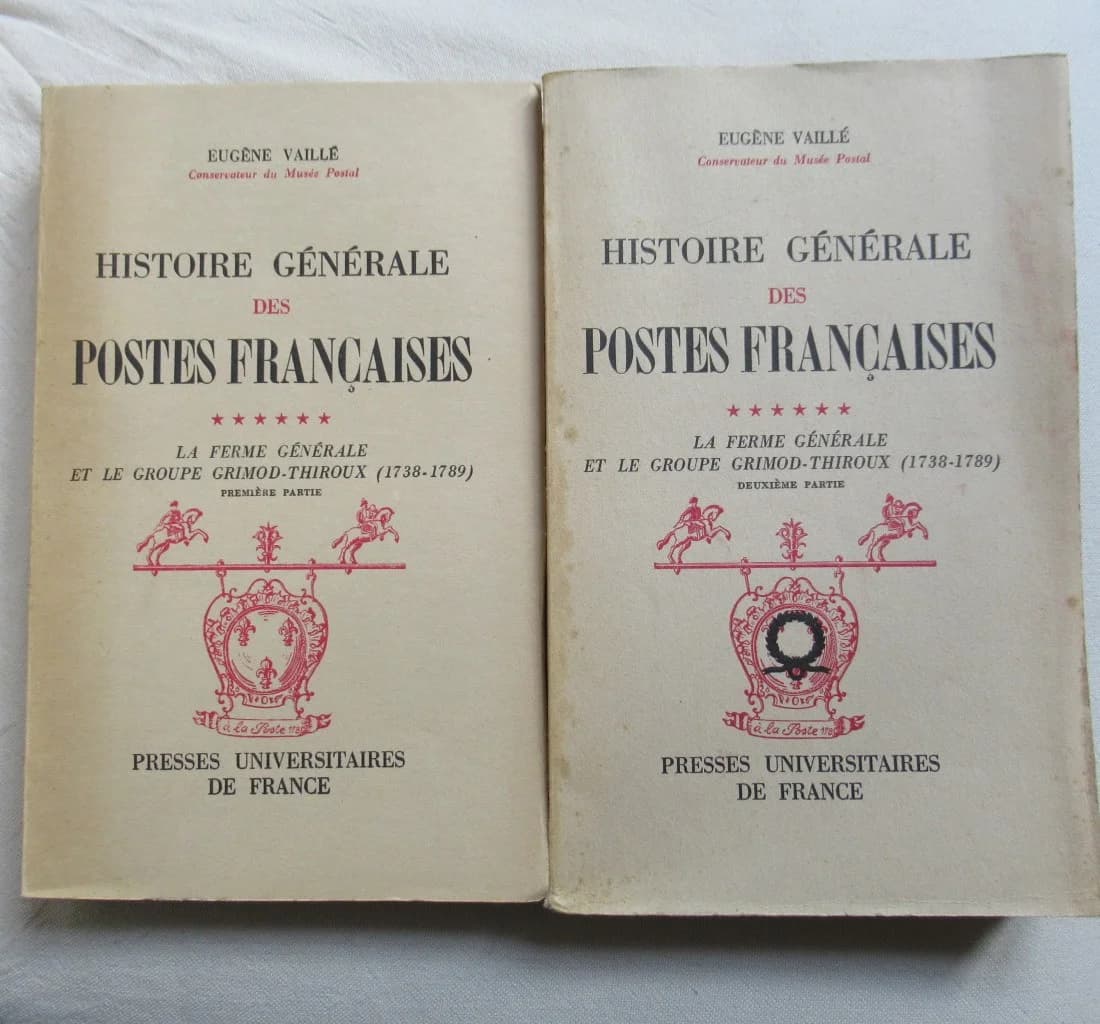 EUGÈNE VAILLÉ
Conservateur du Musée Postal
HISTOIRE GÉNÉRALE
DES
POSTES FRANÇAISES
★★★★★★
LA FERME GÉNÉRALE
ET LE GROUPE GRIMOD-THIROUX (1738-1789)
PREMIÈRE PARTIE
à la Poste
PRESSES UNIVERSITAIRES
DE FRANCE
EUGÈNE VAILLÉ
Conservateur du Musée Postal
HISTOIRE GÉNÉRALE
DES
POSTES FRANÇAISES
★★★★★★
LA FERME GÉNÉRALE
ET LE GROUPE GRIMOD-THIROUX (1738-1789)
DEUXIÈME PARTIE
à la Poste
PRESSES UNIVERSITAIRES
DE FRANCE